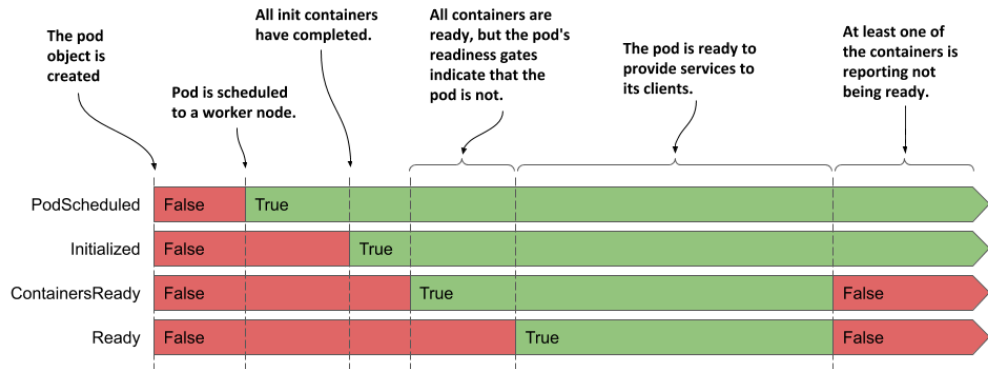 The pod
object is
created
Pod is scheduled
to a worker node.
All init containers
have completed.
All containers are
ready, but the pod's
readiness gates
indicate that the
pod is not.
The pod is ready to
provide services to
its clients.
At least one of
the containers is
reporting not
being ready.
PodScheduled False True
Initialized False True
ContainersReady False True False
Ready False True False